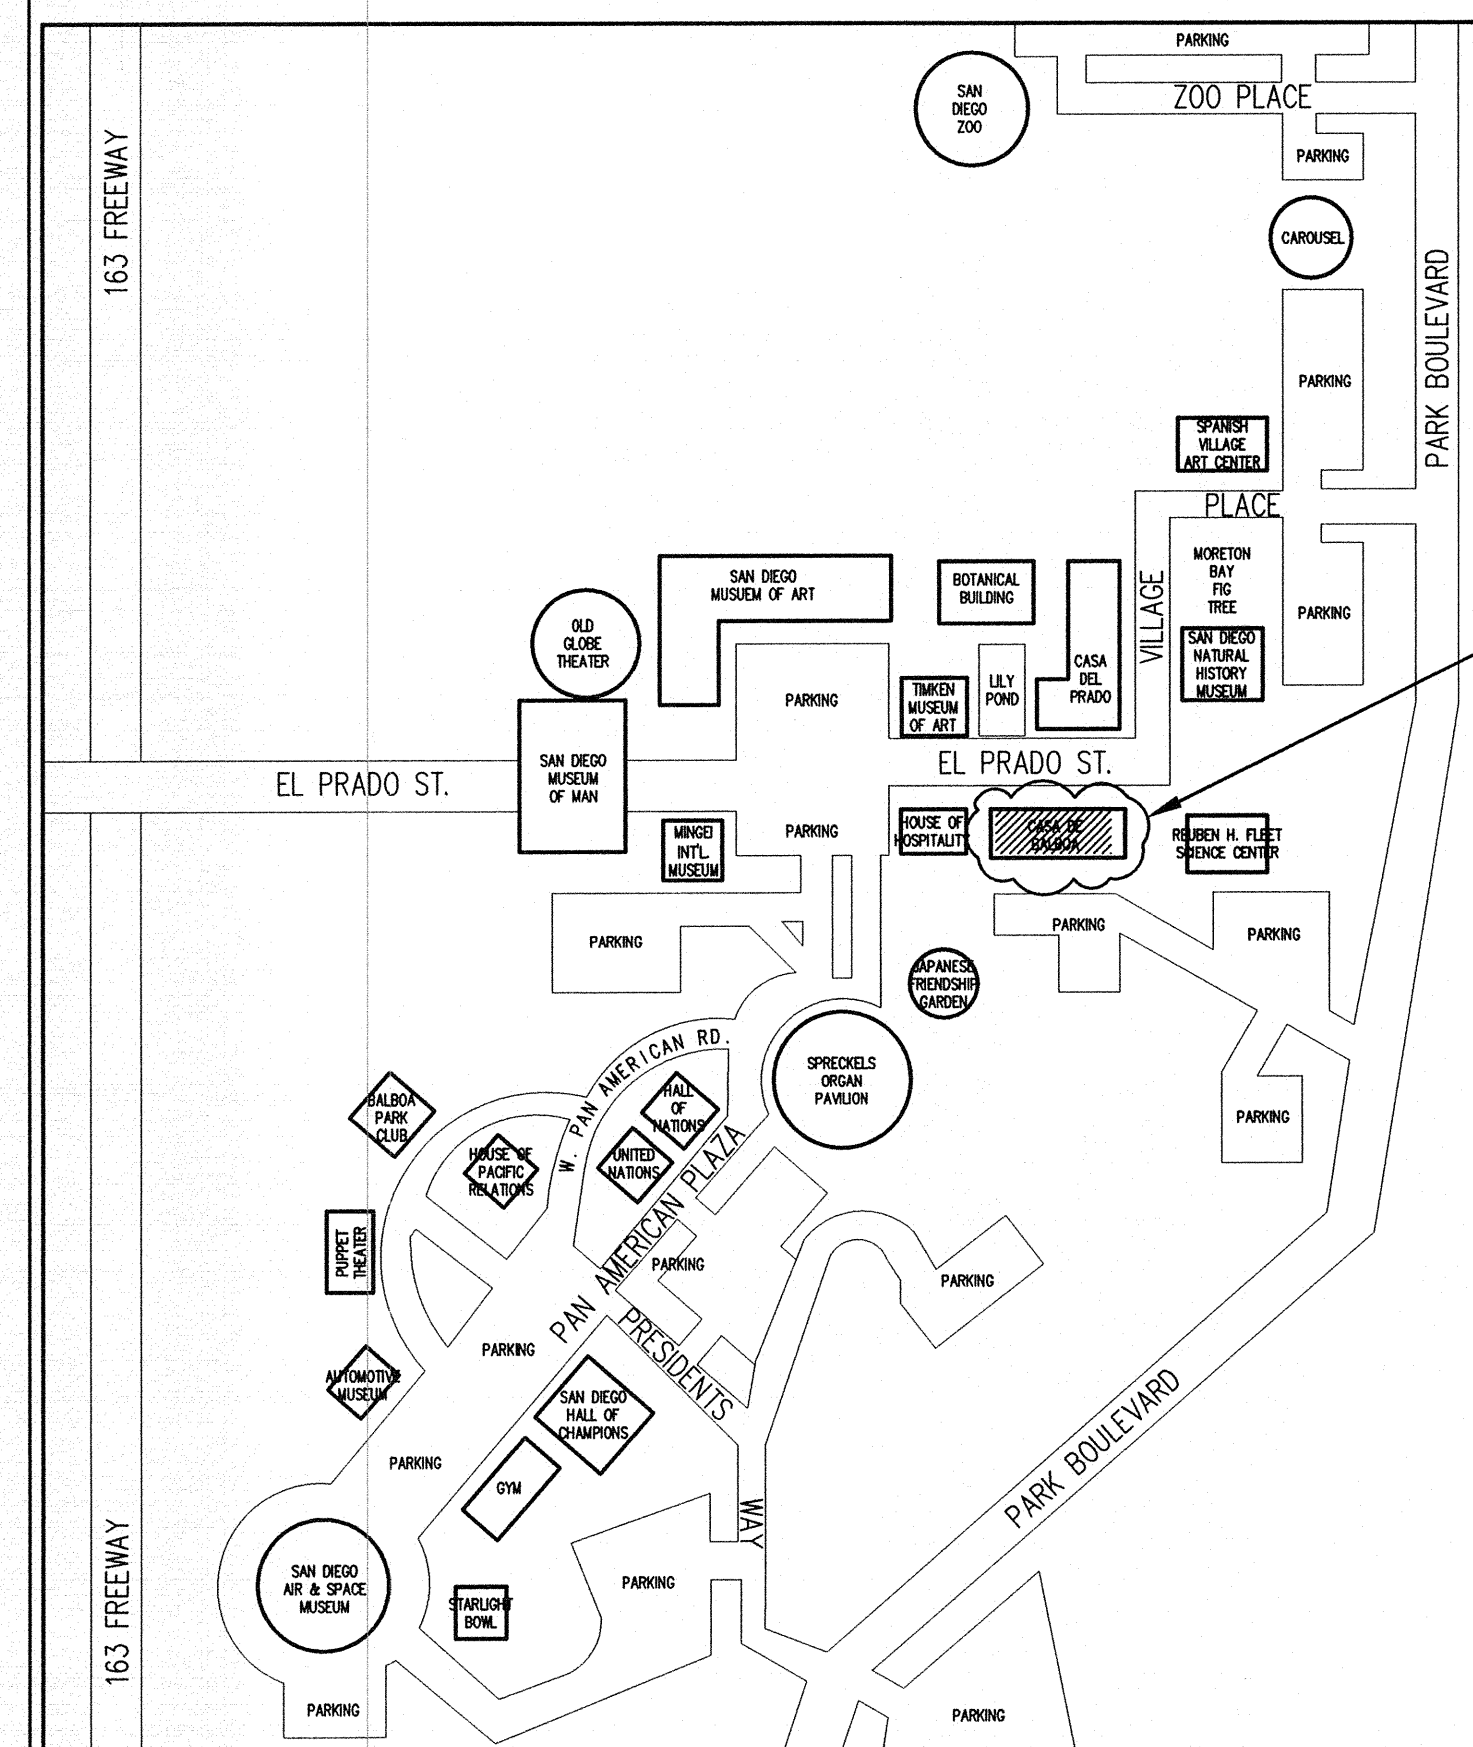 PARKING
ZOO PLACE
SAN
DIEGO
ZOO
PARKING
163 FREEWAY
CAROUSEL
PARK BOULEVARD
PARKING
SPANISH
VILLAGE
ART CENTER
PLACE
VILLAGE
MORETON
BAY
FIG
TREE
PARKING
SAN DIEGO
MUSUEM OF ART
BOTANICAL
BUILDING
OLD
GLOBE
THEATER
CASA
DEL
PRADO
SAN DIEGO
NATURAL
HISTORY
MUSEUM
LILY
POND
TIMKEN
MUSEUM
OF ART
PARKING
EL PRADO ST.
SAN DIEGO
MUSEUM
OF MAN
EL PRADO ST.
MINGEI
INT'L
MUSEUM
PARKING
HOUSE OF
HOSPITALITY
CASA DE
BALBOA
REUBEN H. FLEET
SCIENCE CENTER
PARKING
PARKING
PARKING
JAPANESE
FRIENDSHIP
GARDEN
W. PAN AMERICAN RD.
SPRECKELS
ORGAN
PAVILION
BALBOA
PARK
CLUB
HALL
OF
NATIONS
PARKING
HOUSE OF
PACIFIC
RELATIONS
UNITED
NATIONS
PAN AMERICAN PLAZA
PUPPET
THEATER
PARKING
PARKING
PARKING
PRESIDENTS
WAY
AUTOMOTIVE
MUSEUM
SAN DIEGO
HALL OF
CHAMPIONS
PARK BOULEVARD
PARKING
GYM
163 FREEWAY
SAN DIEGO
AIR & SPACE
MUSEUM
PARKING
STARLIGHT
BOWL
PARKING
PARKING